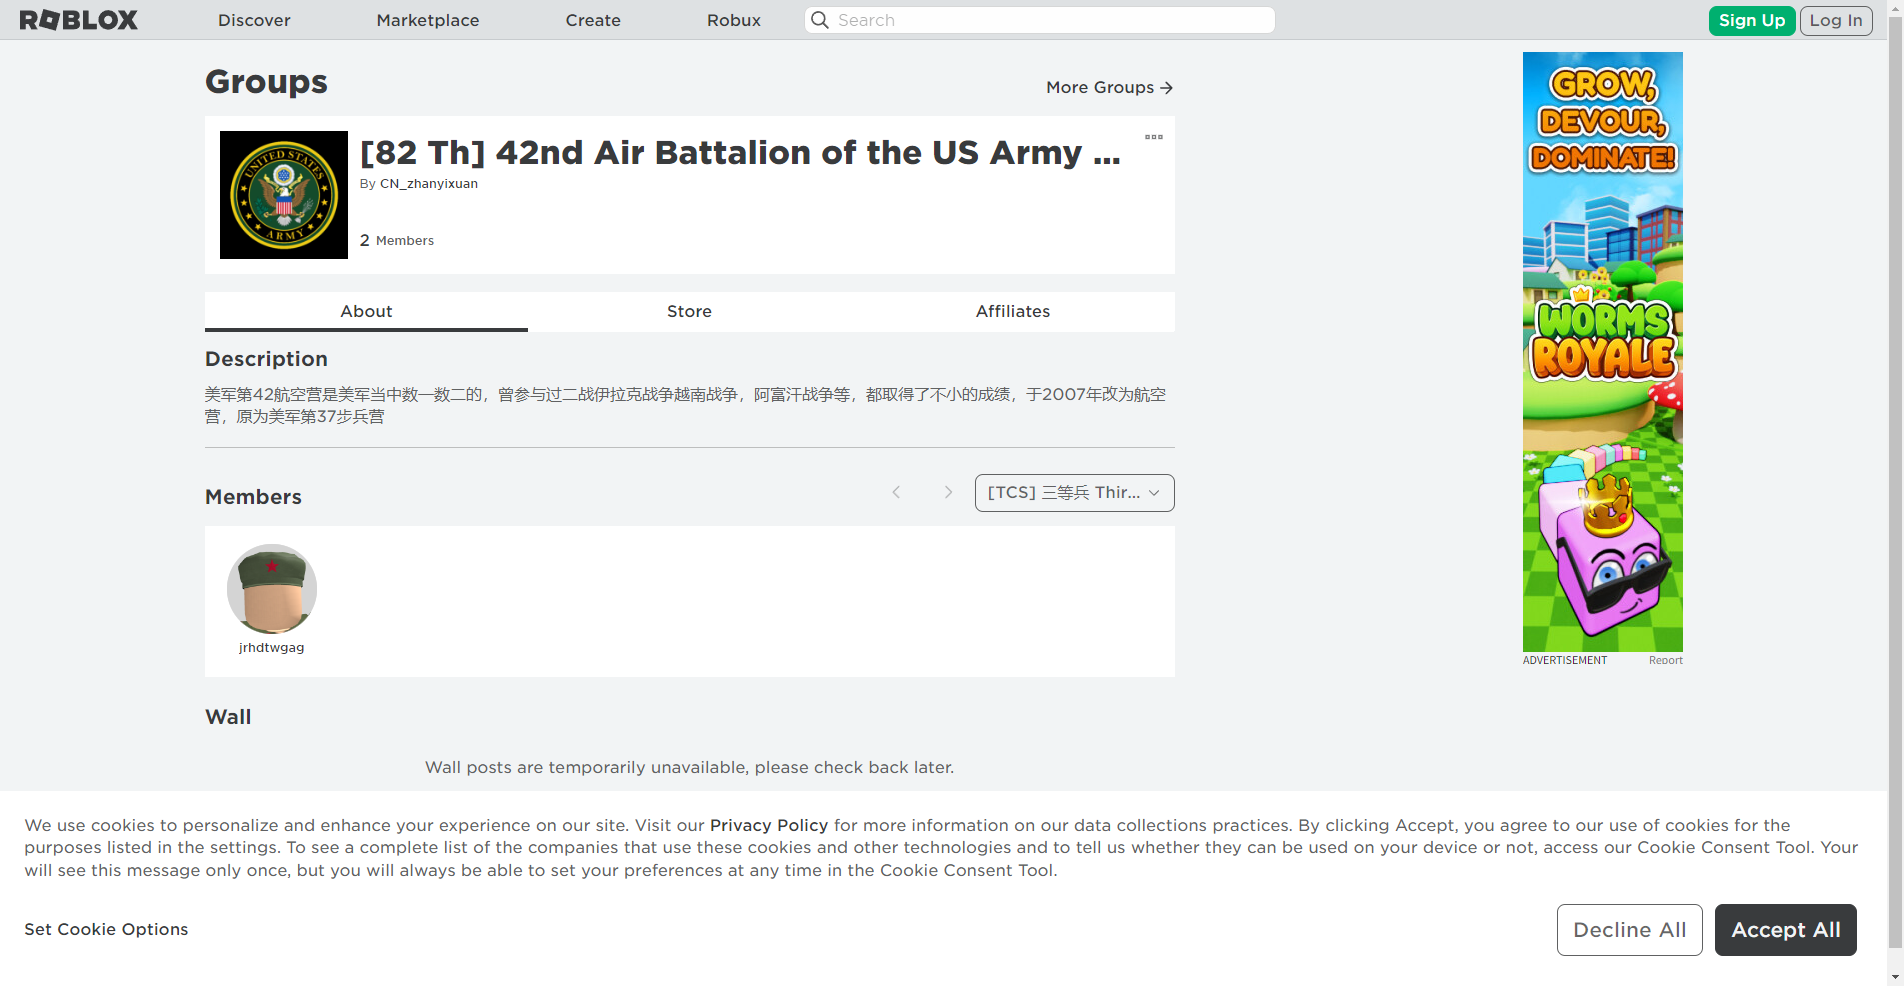 ROBLOX
Discover
Marketplace
Create
Robux
Search
Sign Up
Log In
Groups
More Groups
[82 Th] 42nd Air Battalion of the US Army ...
By CN_zhanyixuan
2 Members
UNITED STATES
ARMY
About
Store
Affiliates
Description
美军第42航空营是美军当中数一数二的，曾参与过二战伊拉克战争越南战争，阿富汗战争等，都取得了不小的成绩，于2007年改为航空
营，原为美军第37步兵营
Members
[TCS] 三等兵 Thir...
jrhdtwgag
Wall
Wall posts are temporarily unavailable, please check back later.
GROW,
DEVOUR,
DOMINATE!
WORMS
ROYALE
ADVERTISEMENT
Report
We use cookies to personalize and enhance your experience on our site. Visit our Privacy Policy for more information on our data collections practices. By clicking Accept, you agree to our use of cookies for the
purposes listed in the settings. To see a complete list of the companies that use these cookies and other technologies and to tell us whether they can be used on your device or not, access our Cookie Consent Tool. Your
will see this message only once, but you will always be able to set your preferences at any time in the Cookie Consent Tool.
Set Cookie Options
Decline All
Accept All